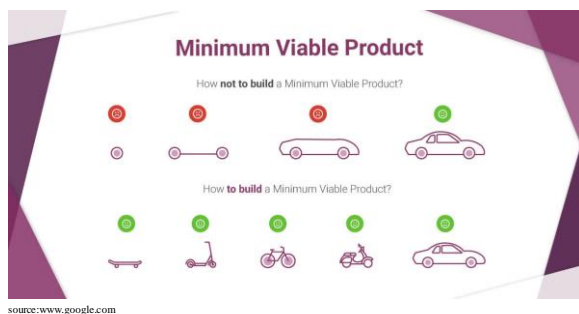 Minimum Viable Product
How not to build a Minimum Viable Product?
How to build a Minimum Viable Product?
source:www.google.com